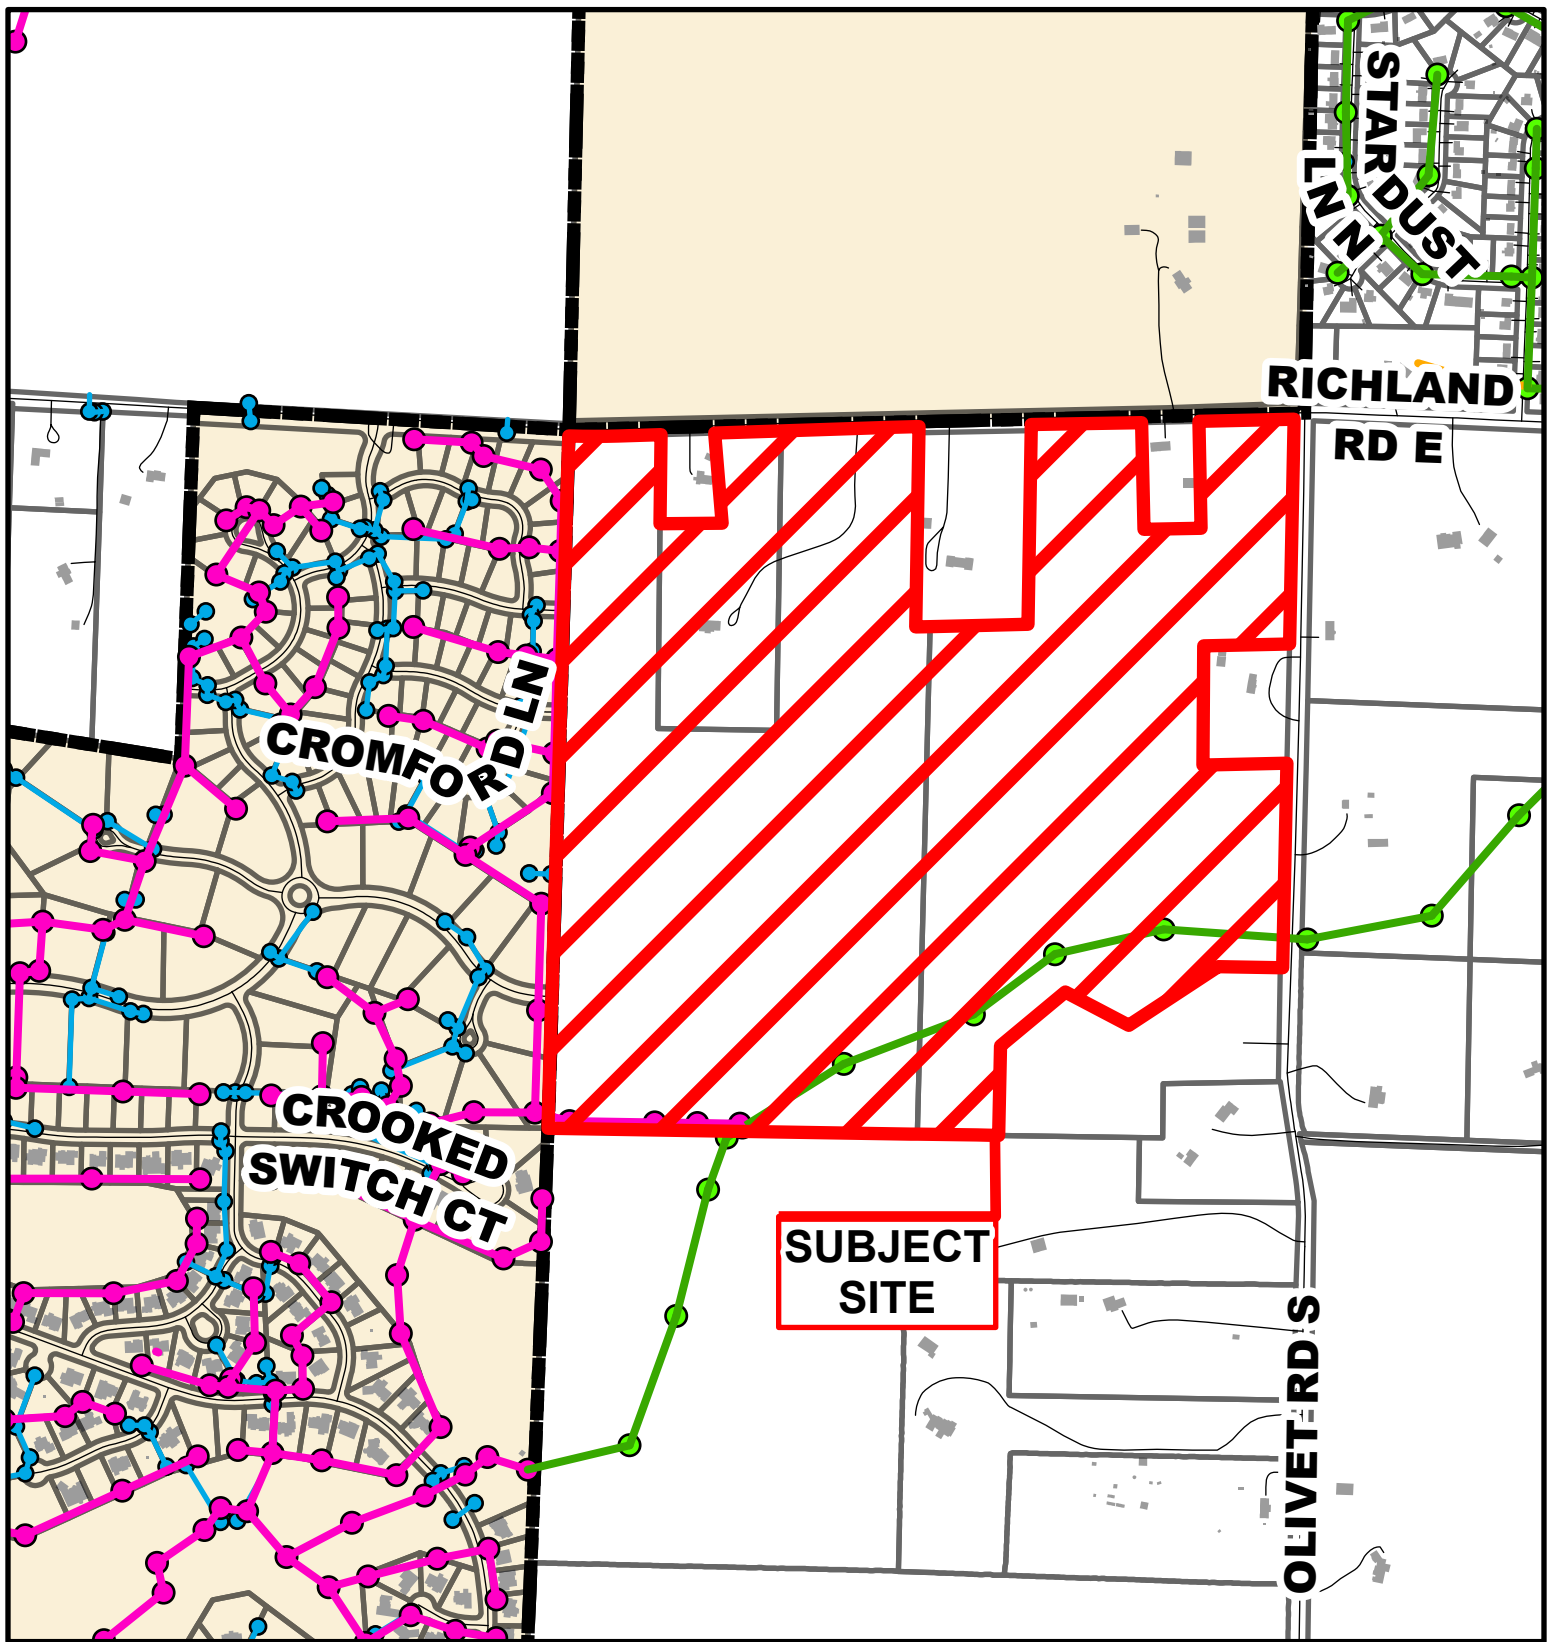 STARDUST
LN N
RICHLAND
RD E
CROMFORD LN
CROOKED
SWITCH CT
SUBJECT
SITE
OLIVET RD S